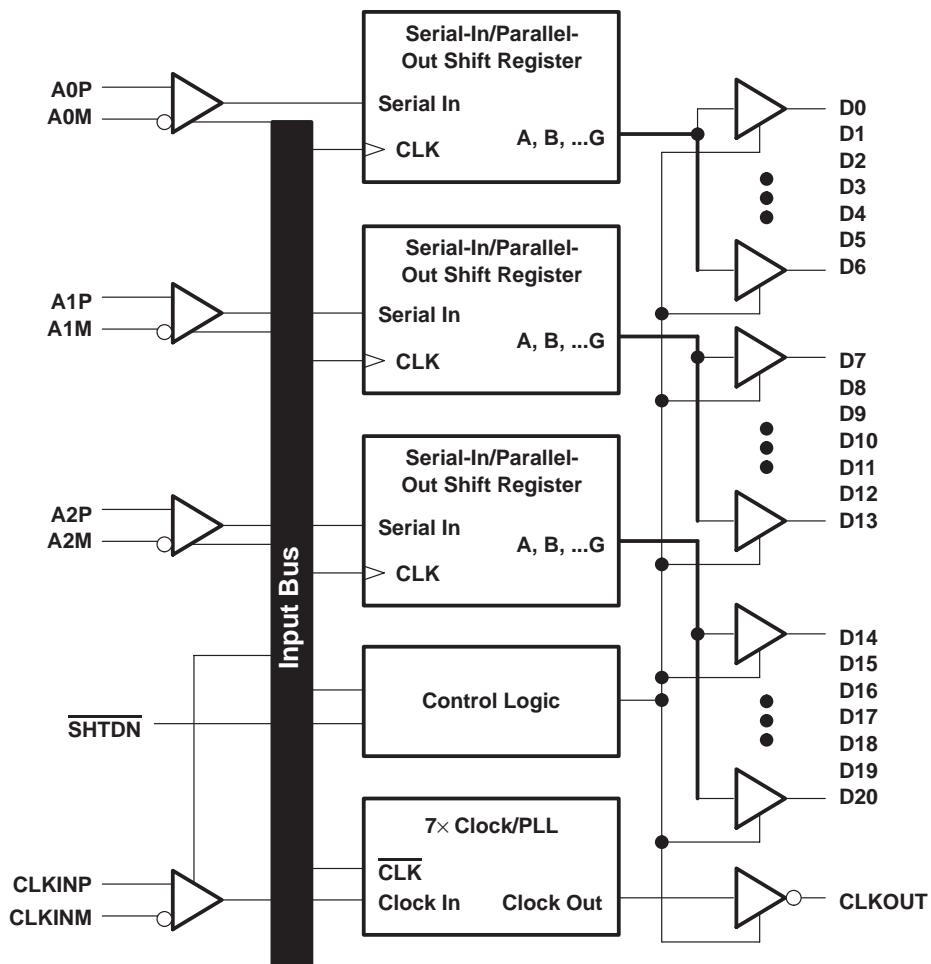 Serial-In/Parallel-
Out Shift Register
A0P
A0M
Serial In
CLK
A, B, ...G
D0
D1
D2
D3
D4
D5
D6
Serial-In/Parallel-
Out Shift Register
A1P
A1M
Serial In
CLK
A, B, ...G
D7
D8
D9
D10
D11
D12
D13
Serial-In/Parallel-
Out Shift Register
A2P
A2M
Serial In
CLK
A, B, ...G
Input Bus
D14
D15
D16
D17
D18
D19
D20
Control Logic
SHTDN
7× Clock/PLL
CLK
Clock In
Clock Out
CLKINP
CLKINM
CLKOUT